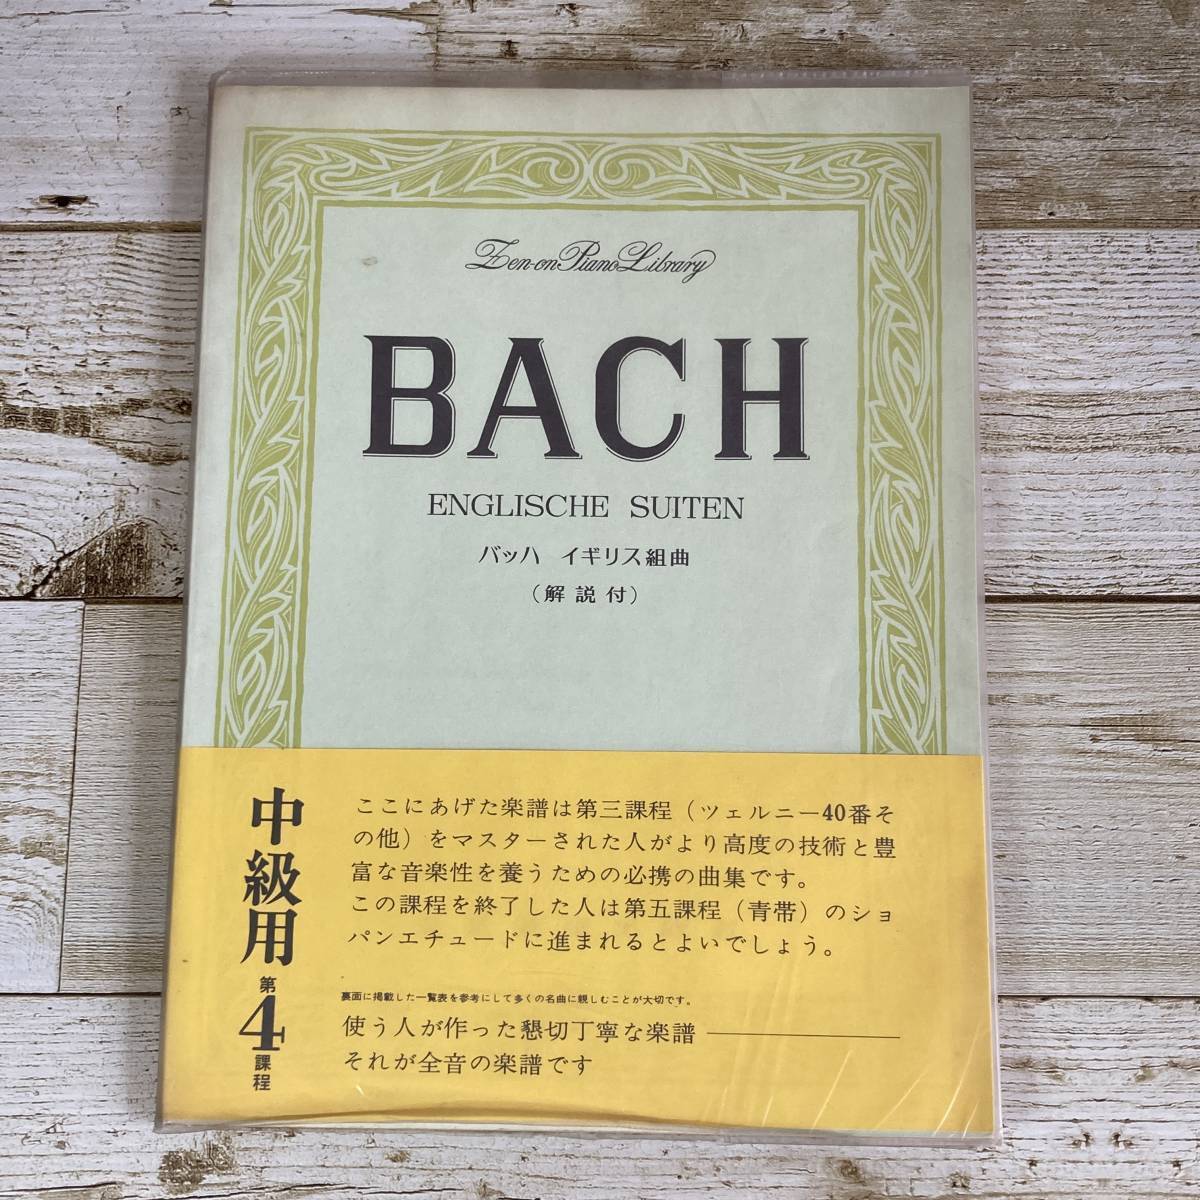 Zen-on Piano Library
BACH
ENGLISCHE SUITEN
バッハ イギリス組曲
(解説付)
中級用
第4課程
ここにあげた楽譜は第三課程（ツェルニー40番そ
の他）をマスターされた人がより高度の技術と豊
富な音楽性を養うための必携の曲集です。
この課程を終了した人は第五課程（青帯）のショ
パンエチュードに進まれるとよいでしょう。
裏面に掲載した一覧表を参考にして多くの名曲に親しむことが大切です。
使う人が作った懇切丁寧な楽譜――――
それが全音の楽譜です